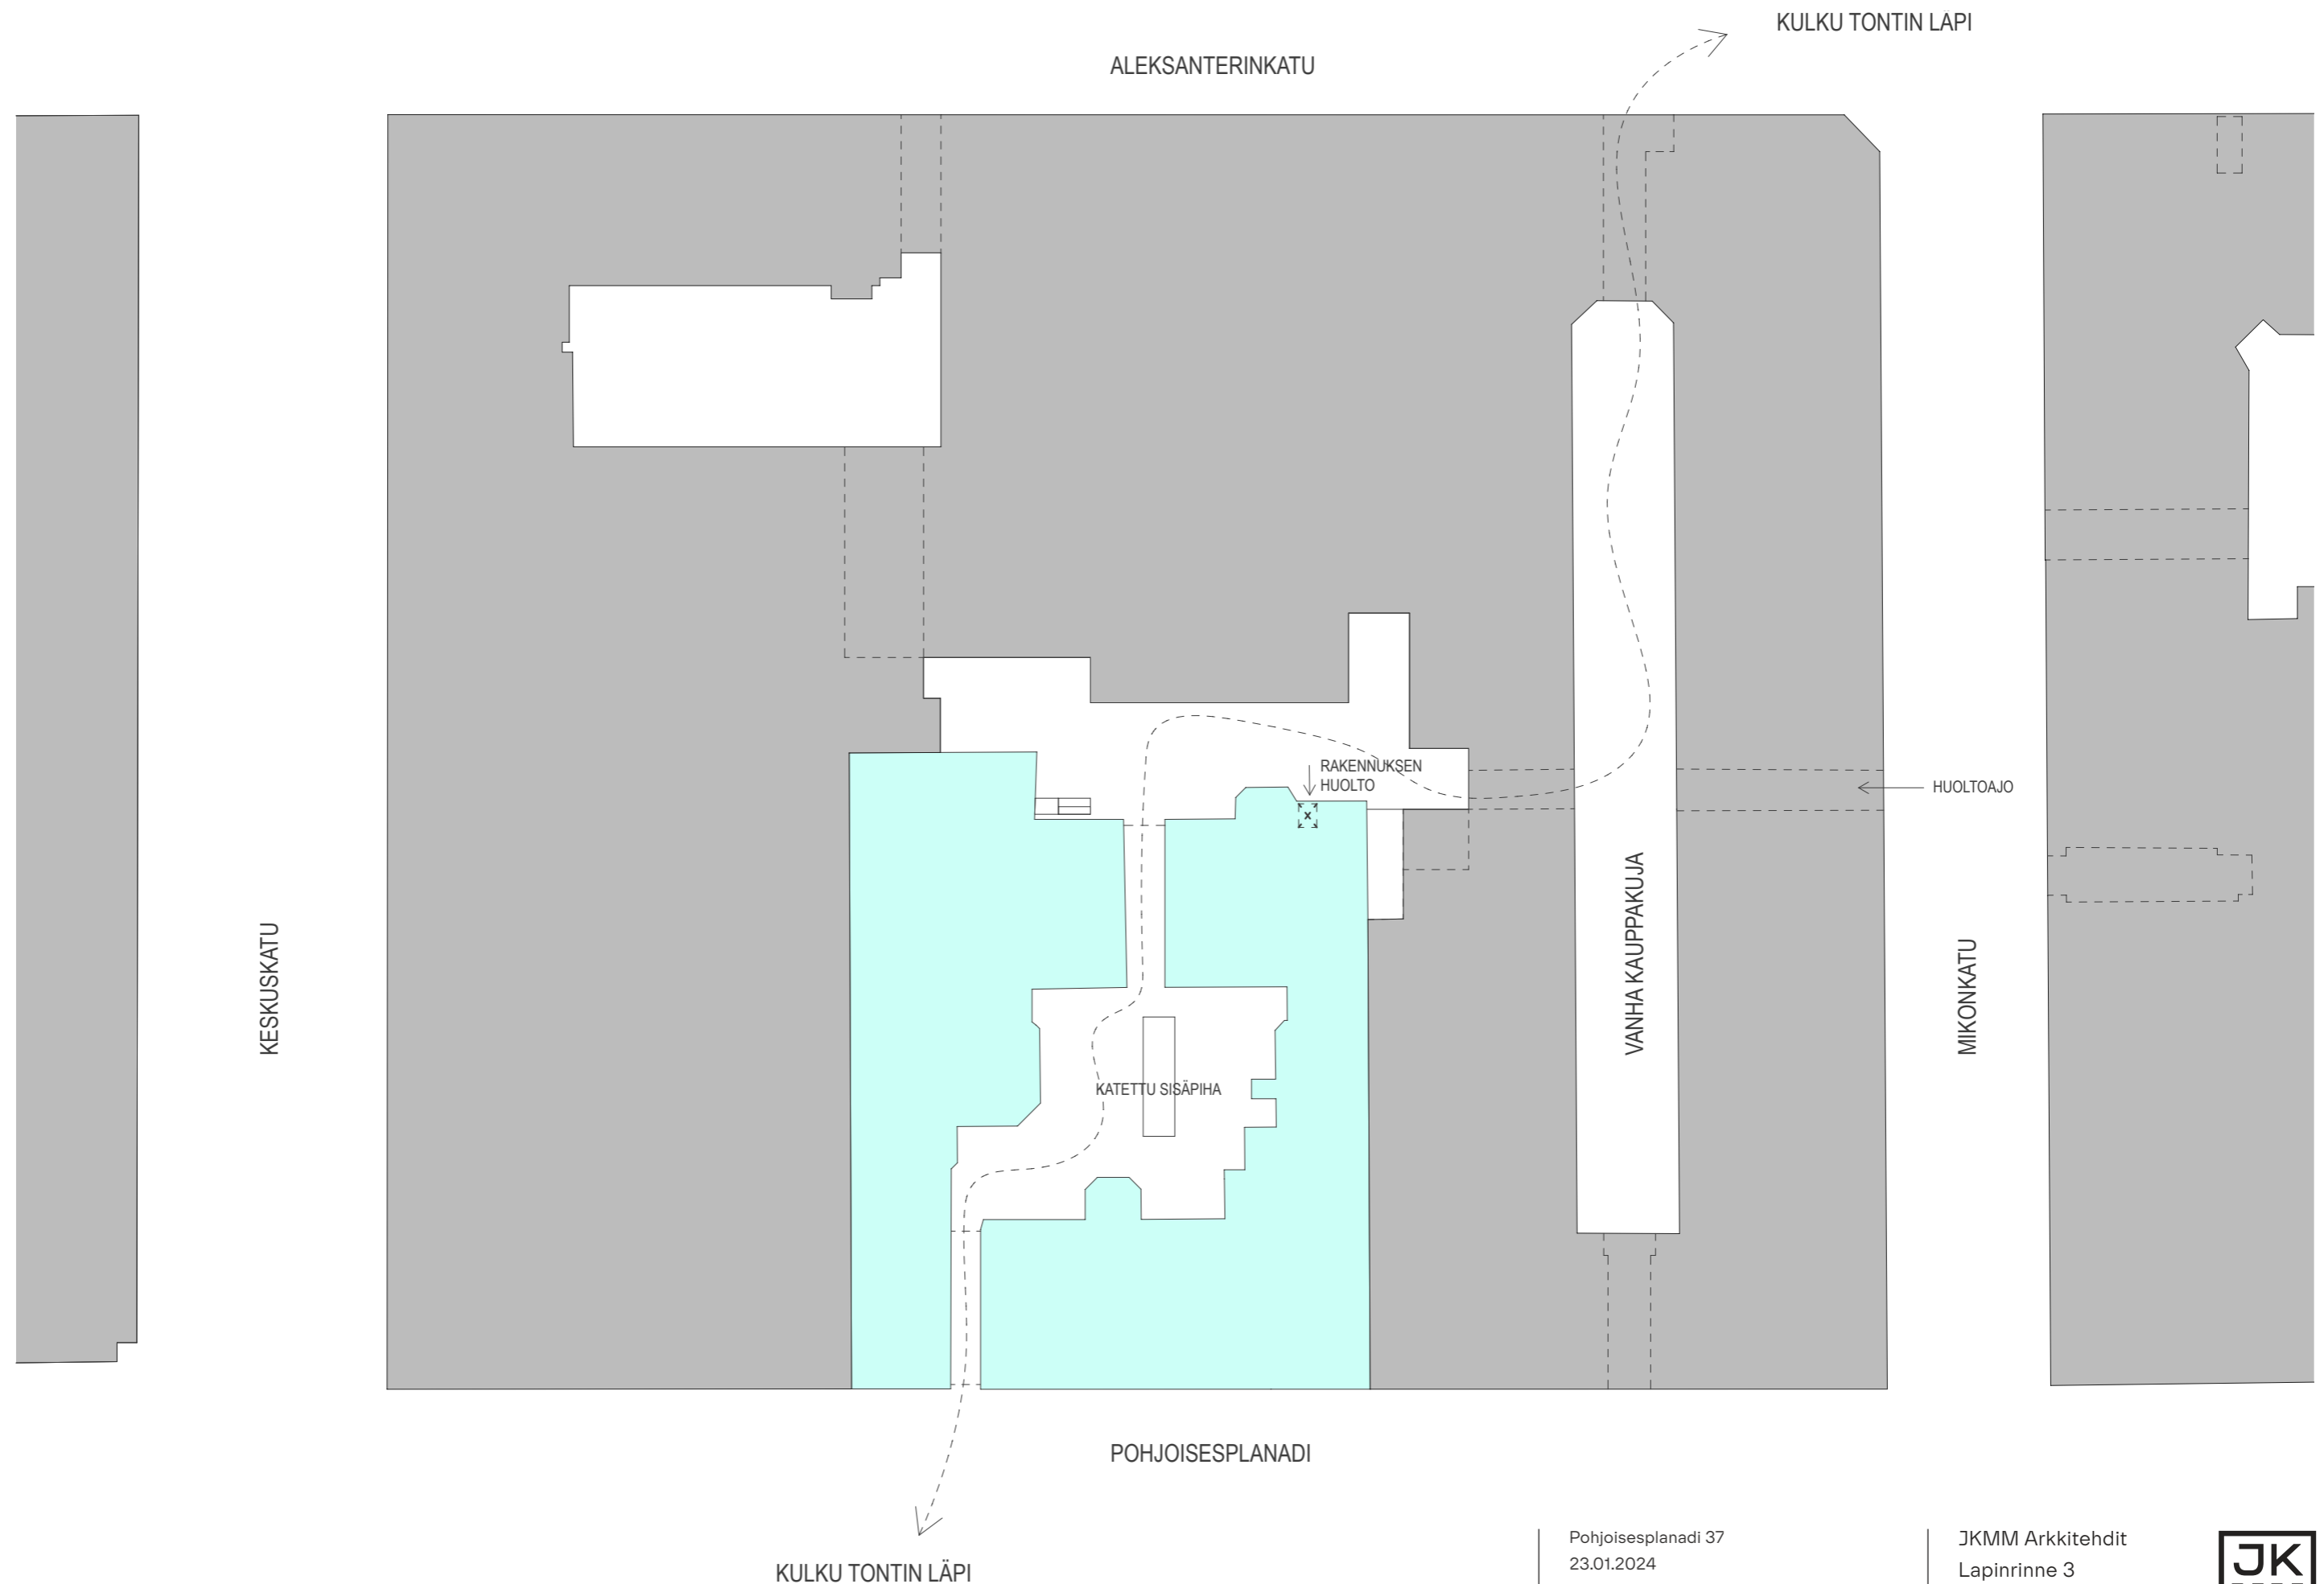 KULKU TONTIN LÄPI
ALEKSANTERINKATU
RAKENNUKSEN
HUOLTO
x
HUOLTOAJO
VANHA KAUPPAKUJA
KESKUSKATU
MIKONKATU
KATETTU SISÄPIHA
POHJOISESPLANADI
KULKU TONTIN LÄPI
Pohjoisesplanadi 37
23.01.2024
JKMM Arkkitehdit
Lapinrinne 3
JK